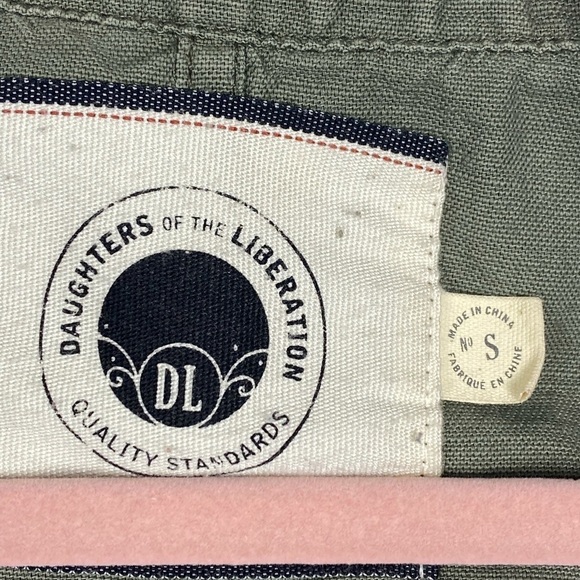 DAUGHTERS OF THE LIBERATION
DL
QUALITY STANDARDS
MADE IN CHINA
Nº S
FABRIQUÉ EN CHINE